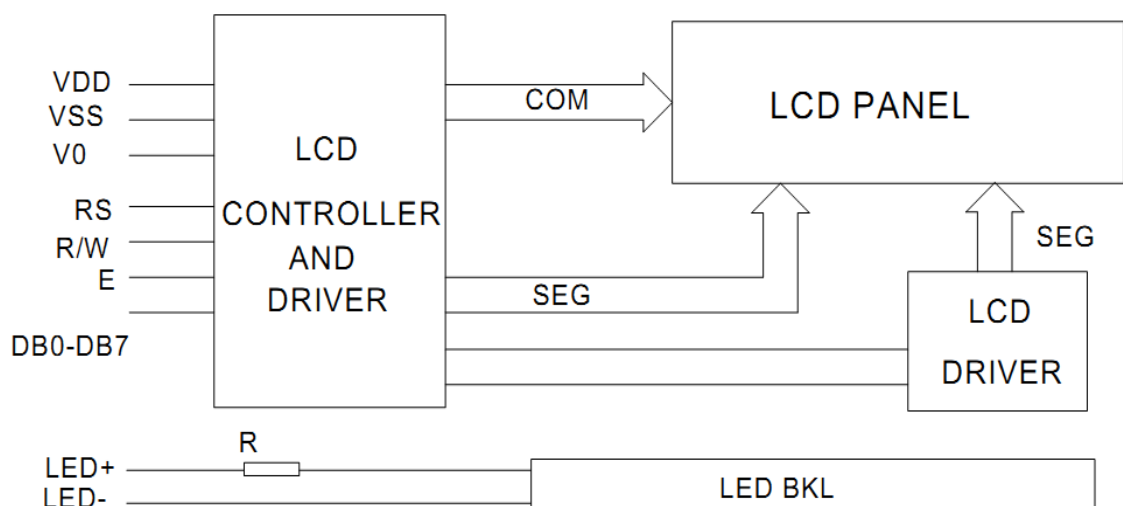 VDD
VSS
V0
RS
R/W
E
DB0-DB7
LCD
CONTROLLER
AND
DRIVER
COM
SEG
LCD PANEL
SEG
LCD
DRIVER
R
LED+
LED-
LED BKL